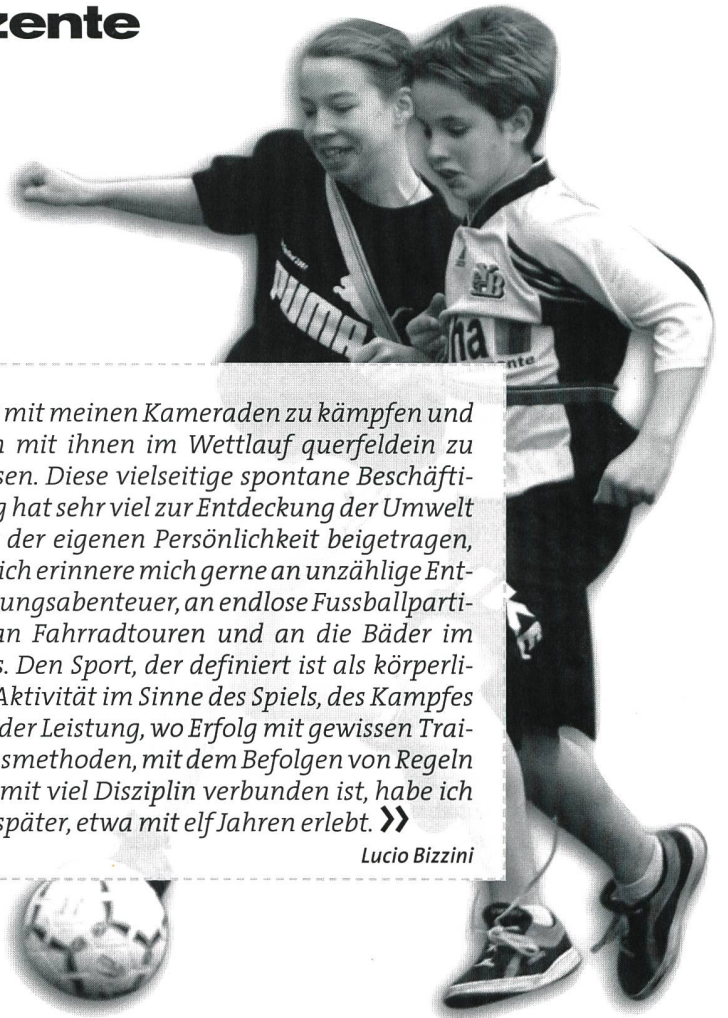 zente
PUMA
YB
na
nte
mit meinen Kameraden zu kämpfen und
mit ihnen im Wettlauf querfeldein zu
sen. Diese vielseitige spontane Beschäfti-
g hat sehr viel zur Entdeckung der Umwelt
der eigenen Persönlichkeit beigetragen,
ich erinnere mich gerne an unzählige Ent-
ungsabenteuer, an endlose Fussballparti-
an Fahrradtouren und an die Bäder im
s. Den Sport, der definiert ist als körperli-
Aktivität im Sinne des Spiels, des Kampfes
der Leistung, wo Erfolg mit gewissen Trai-
smethoden, mit dem Befolgen von Regeln
mit viel Disziplin verbunden ist, habe ich
später, etwa mit elf Jahren erlebt. »
Lucio Bizzini